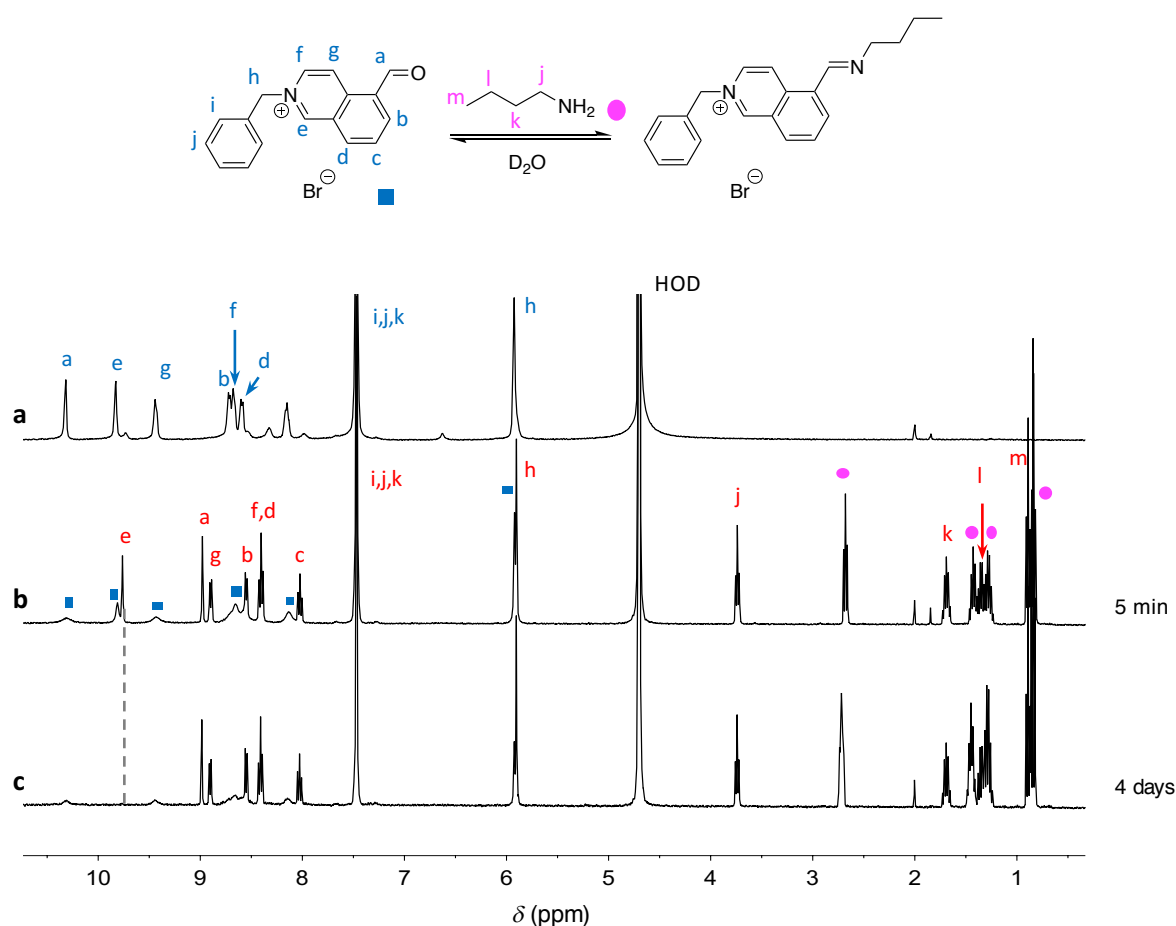 f g a O
h l j
i N m NH2 N
j e b k
d c D2O
Br⊖ Br⊖
HOD
f i,j,k h
a e g b d
a
i,j,k h m
e a f,d j l
g b c k
b 5 min
c 4 days
10 9 8 7 6 5 4 3 2 1
δ (ppm)